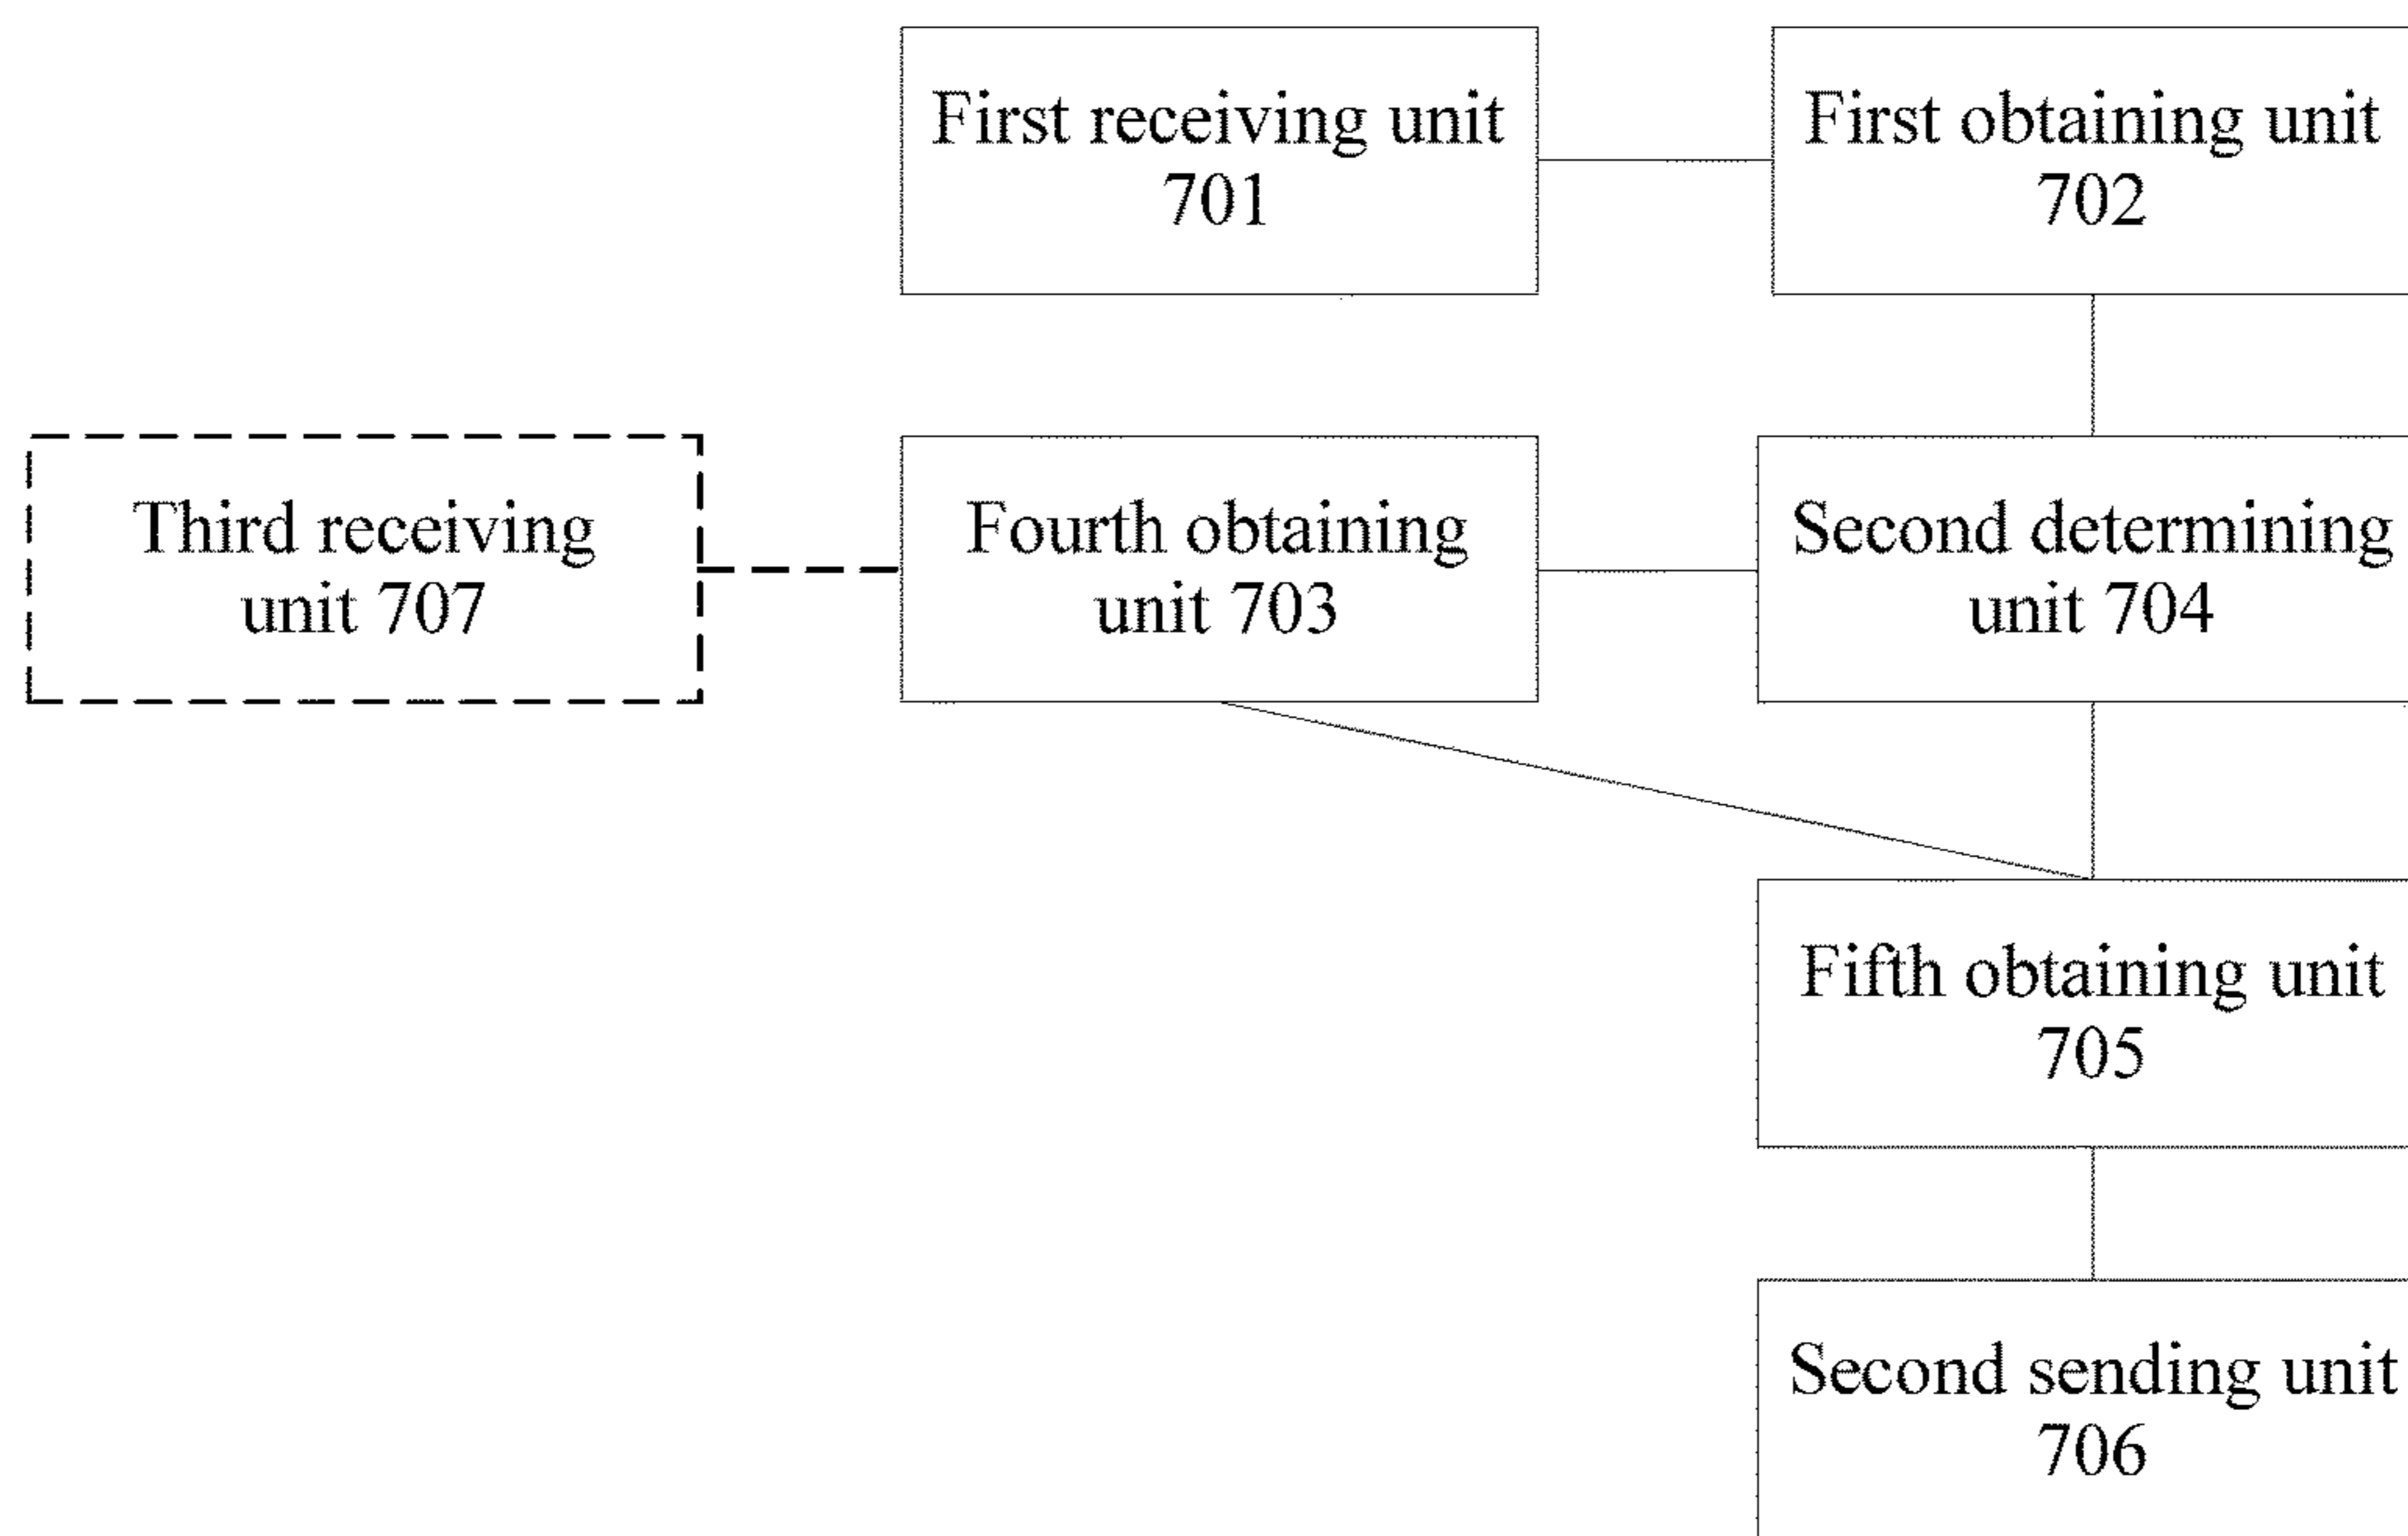 First receiving unit
701
First obtaining unit
702
Third receiving
unit 707
Fourth obtaining
unit 703
Second determining
unit 704
Fifth obtaining unit
705
Second sending unit
706